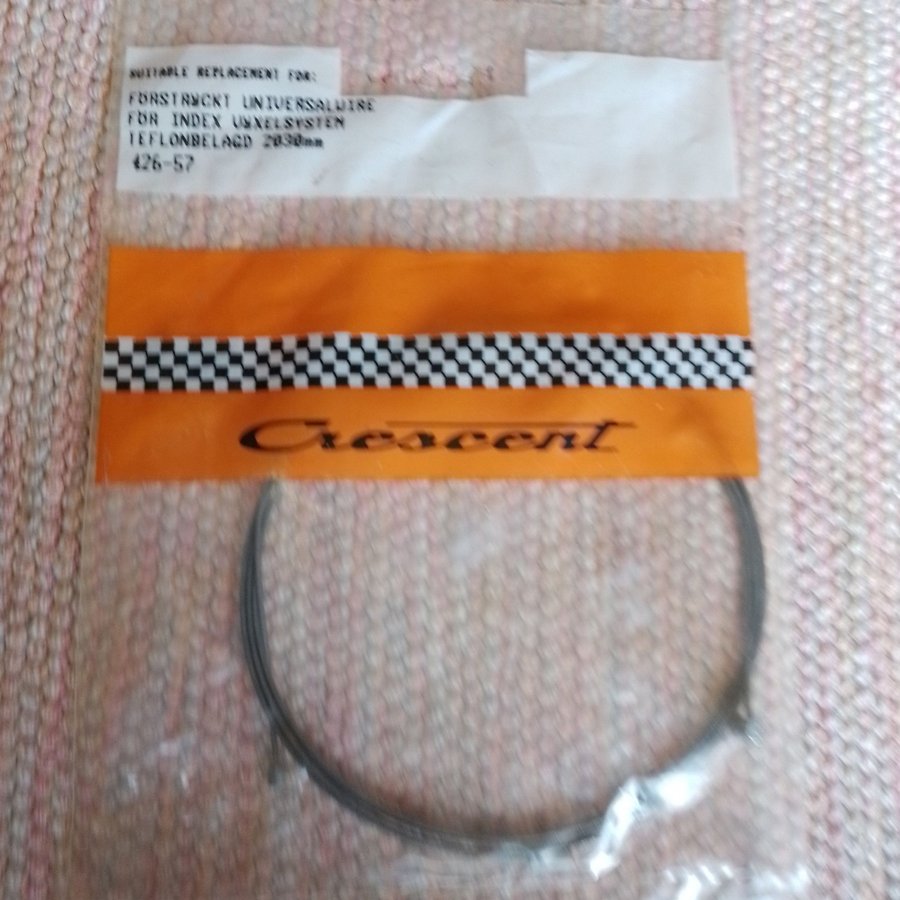 SUITABLE REPLACEMENT FOR:
FÖRSTRÄCKT UNIVERSALWIRE
FÖR INDEX VÄXELSYSTEM
TEFLONBELAGD 2030mm
426-57
Crescent